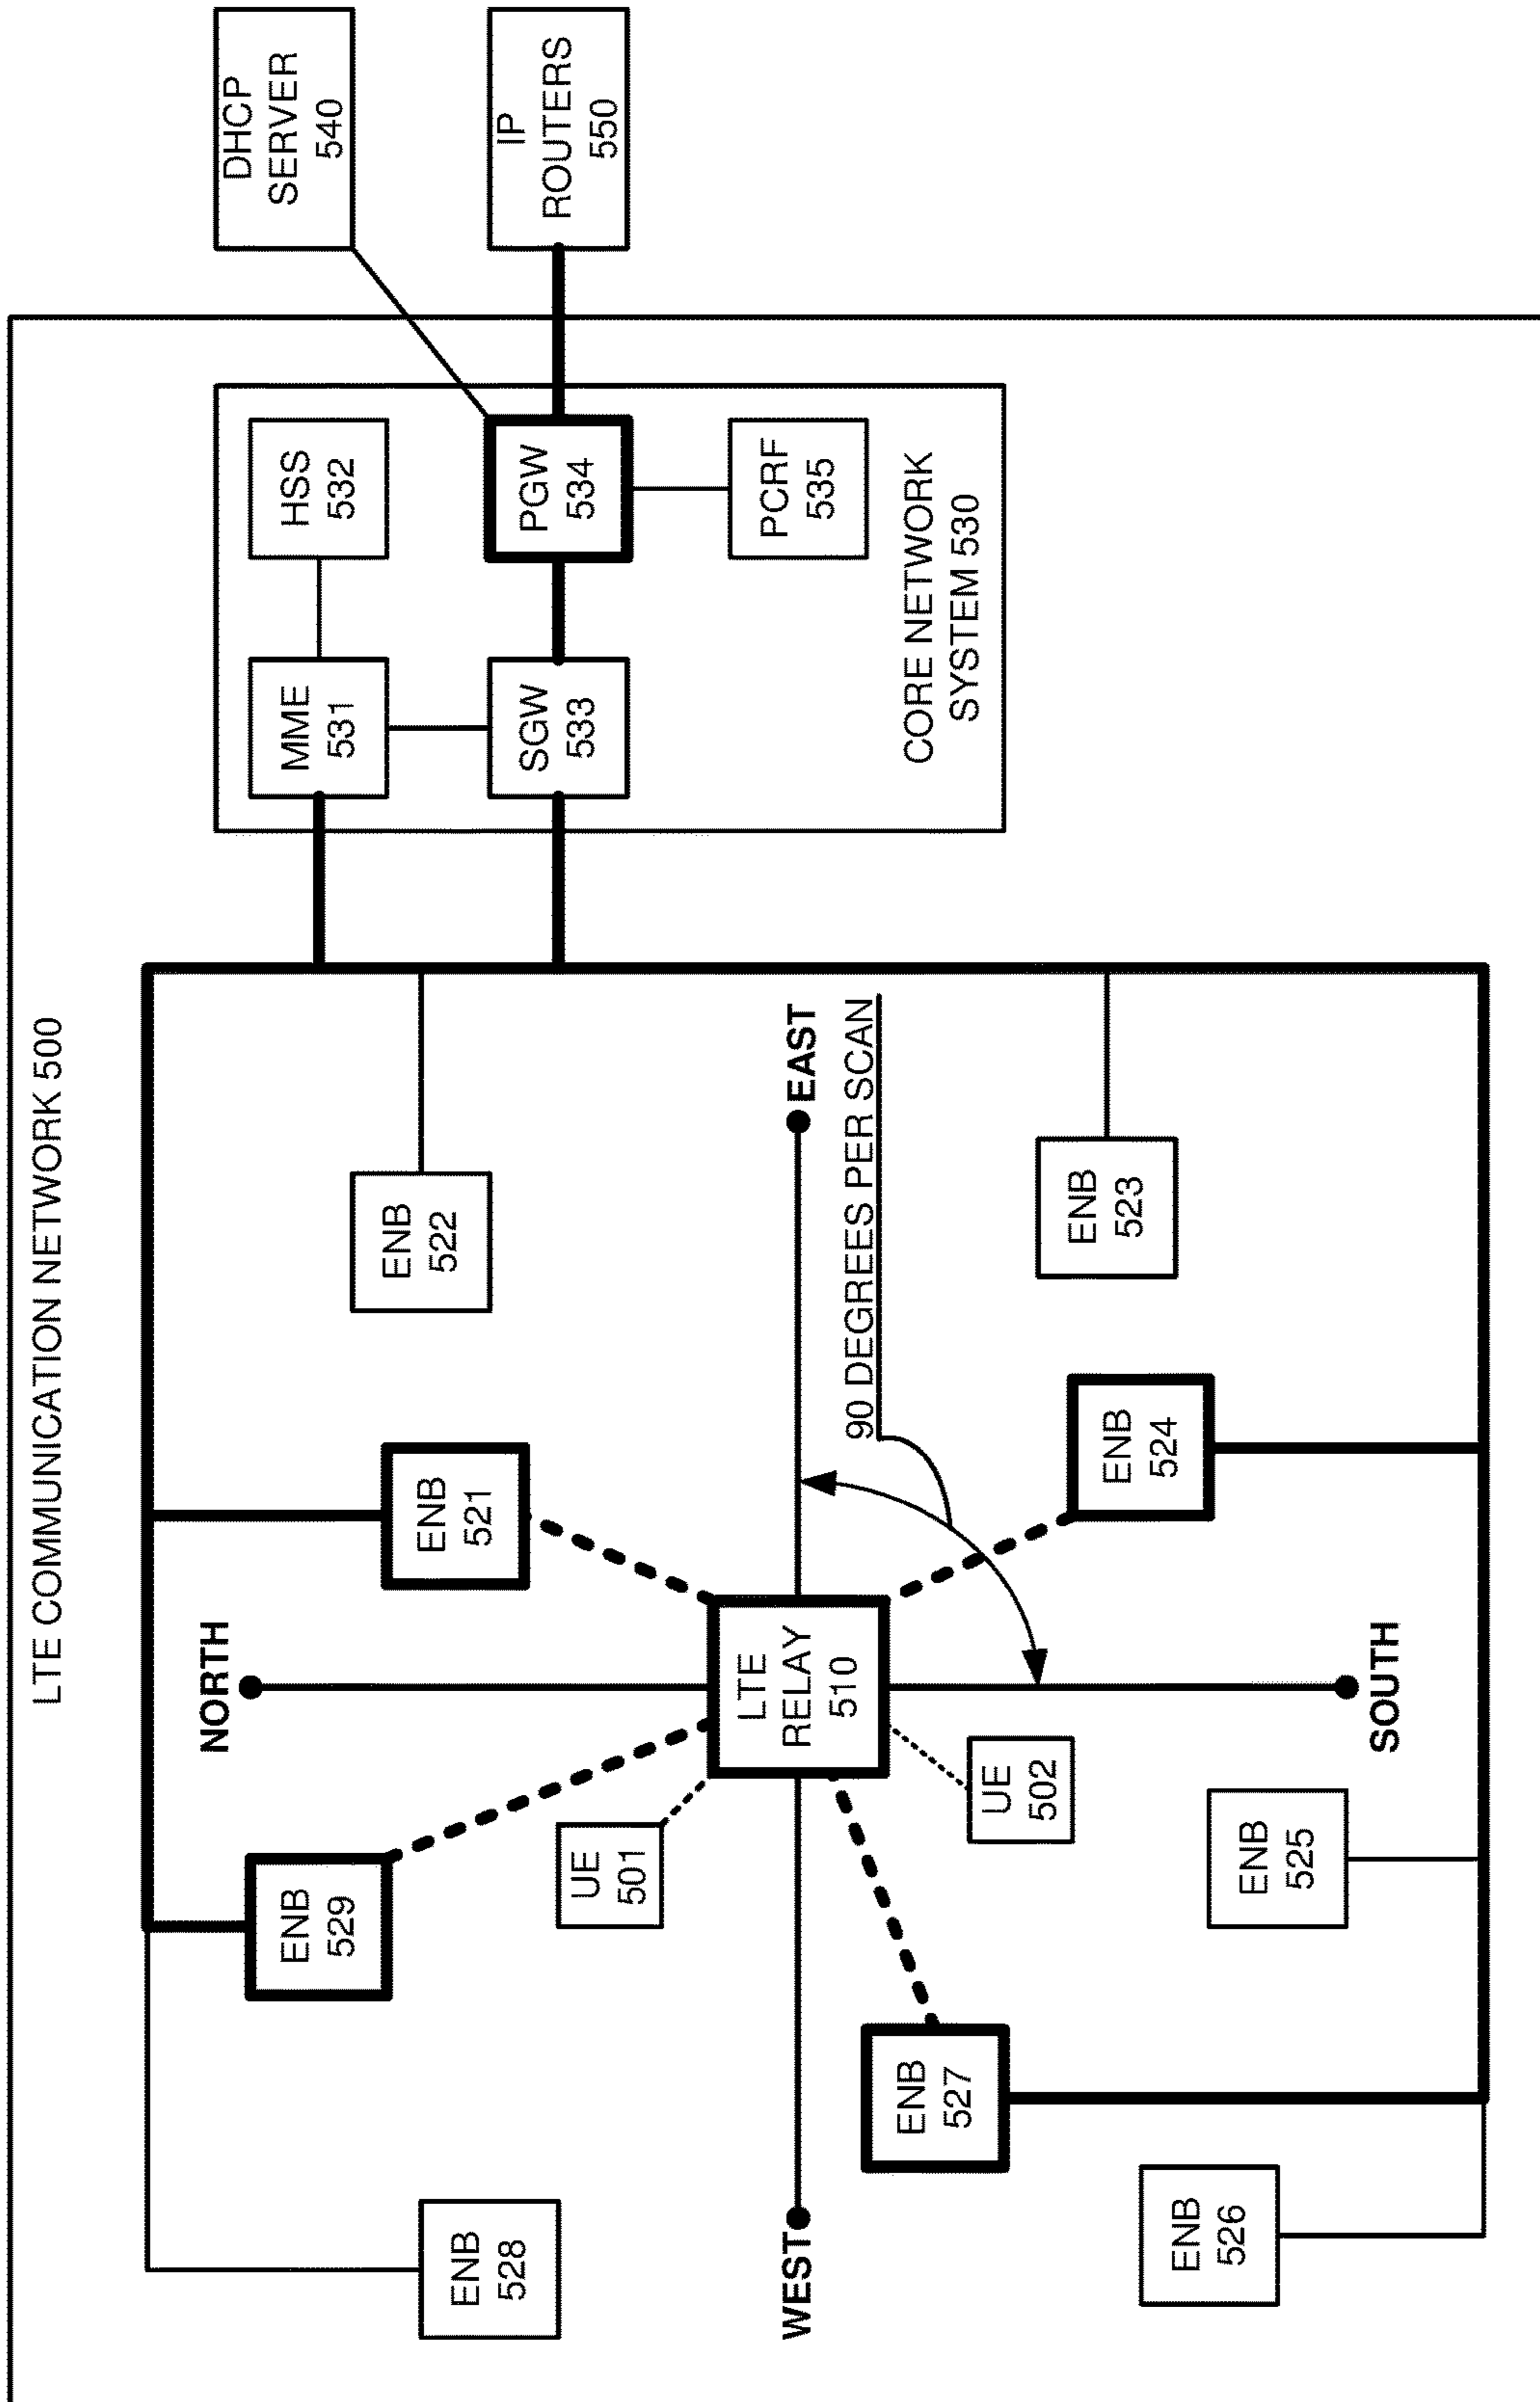 LTE COMMUNICATION NETWORK 500
DHCP
SERVER
540
IP
ROUTERS
550
HSS
532
MME
531
PGW
534
SGW
533
PCRF
535
CORE NETWORK
SYSTEM 530
NORTH
ENB
528
ENB
529
ENB
521
ENB
522
UE
501
WEST
LTE
RELAY
510
EAST
90 DEGREES PER SCAN
UE
502
ENB
527
ENB
526
ENB
525
ENB
524
ENB
523
SOUTH